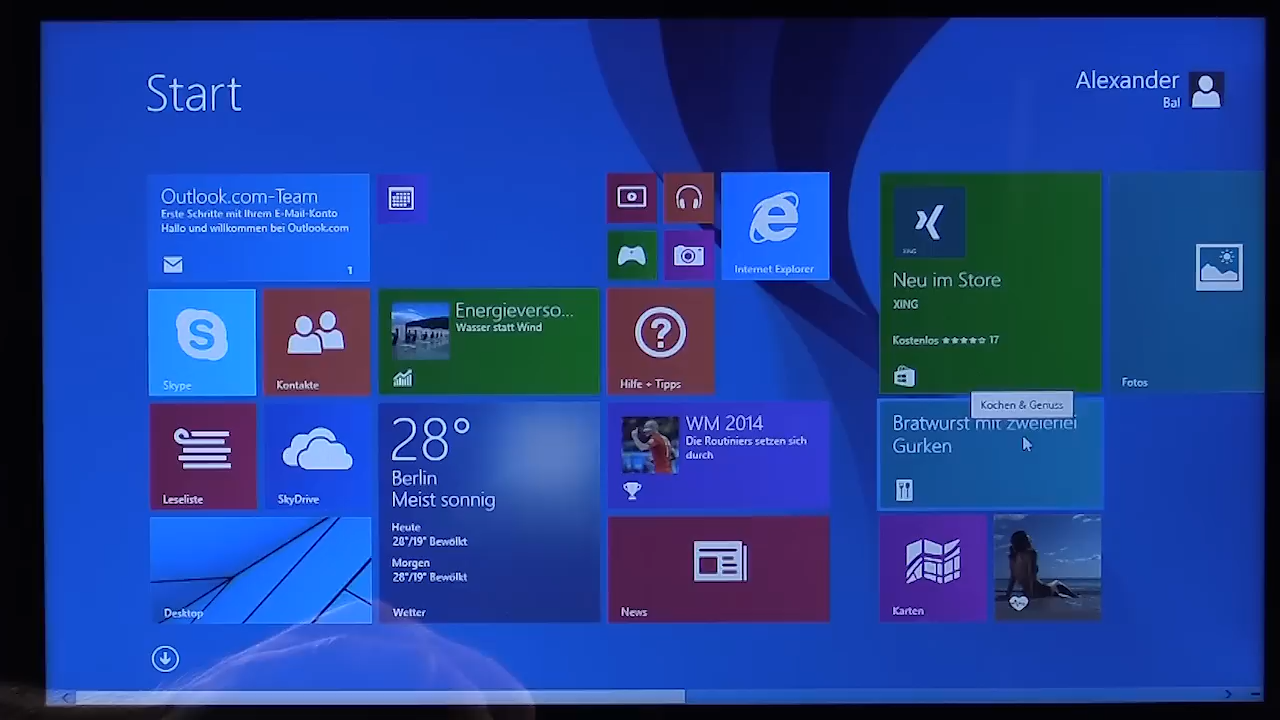 Start
Alexander
Bal
Outlook.com-Team
Erste Schritte mit Ihrem E-Mail-Konto
Hallo und willkommen bei Outlook.com
1
Skype
Kontakte
Energieverso...
Wasser statt Wind
Leseliste
SkyDrive
28°
Berlin
Meist sonnig
Heute
28°/19° Bewölkt
Morgen
28°/19° Bewölkt
Wetter
Desktop
Internet Explorer
Hilfe + Tipps
WM 2014
Die Routiniers setzen sich
durch
News
XING
Neu im Store
XING
Kostenlos ★★★★☆ 17
Fotos
Kochen & Genuss
Bratwurst mit zweierlei
Gurken
Karten